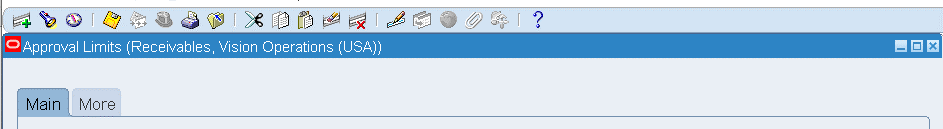 Approval Limits (Receivables, Vision Operations (USA))
Main More